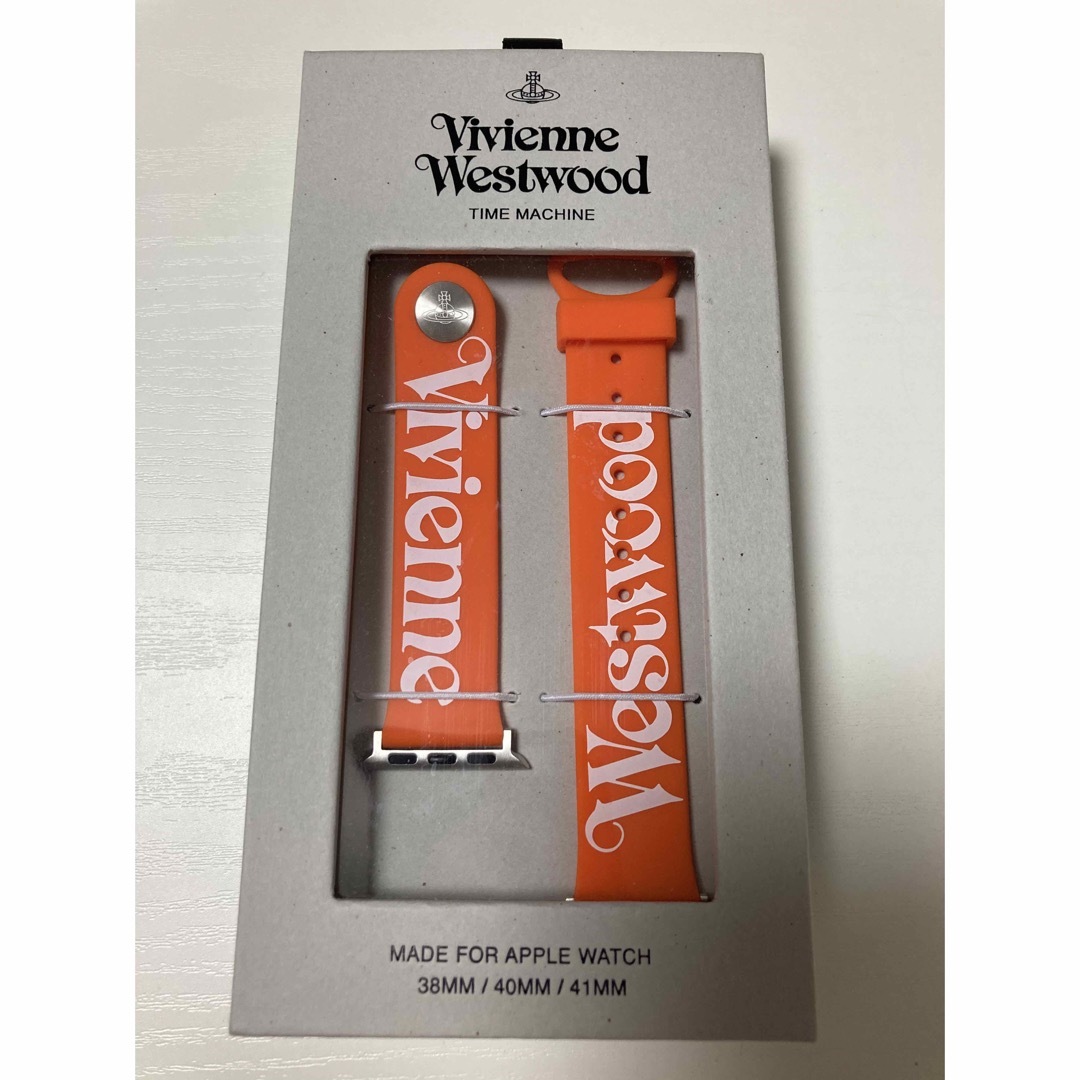 Vivienne
Westwood
TIME MACHINE
Vivienne
Westwood
MADE FOR APPLE WATCH
38MM / 40MM / 41MM